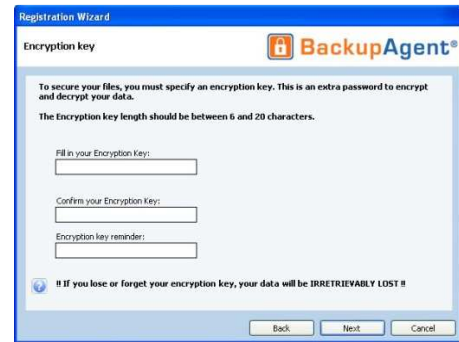 Registration Wizard
Encryption key
BackupAgent®
To secure your files, you must specify an encryption key. This is an extra password to encrypt
and decrypt your data.
The Encryption key length should be between 6 and 20 characters.
Fill in your Encryption Key:
Confirm your Encryption Key:
Encryption key reminder:
!! If you lose or forget your encryption key, your data will be IRRETRIEVABLY LOST !!
Back Next Cancel